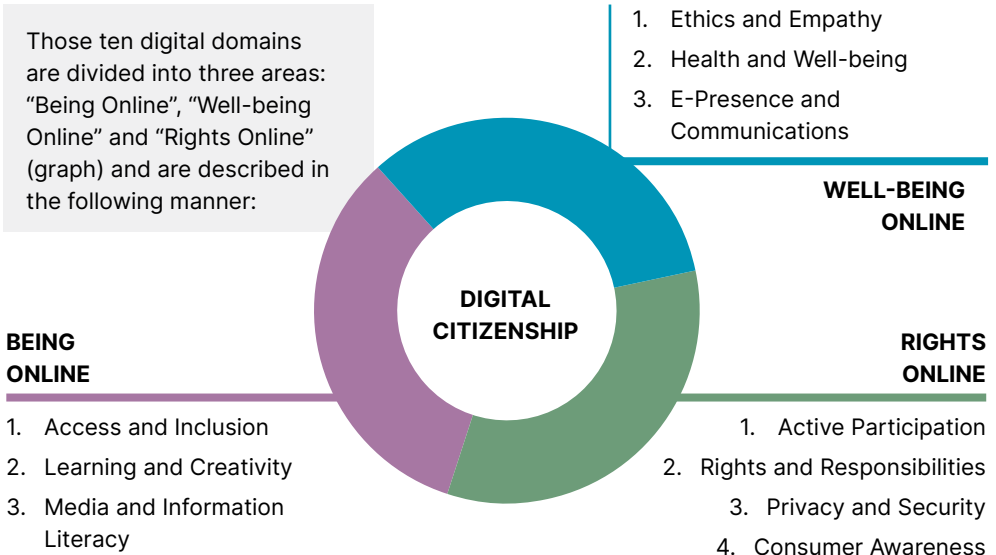 Those ten digital domains
are divided into three areas:
“Being Online”, “Well-being
Online” and “Rights Online”
(graph) and are described in
the following manner:
1. Ethics and Empathy
2. Health and Well-being
3. E-Presence and
Communications
WELL-BEING
ONLINE
DIGITAL
CITIZENSHIP
BEING
ONLINE
1. Access and Inclusion
2. Learning and Creativity
3. Media and Information
Literacy
RIGHTS
ONLINE
1. Active Participation
2. Rights and Responsibilities
3. Privacy and Security
4. Consumer Awareness